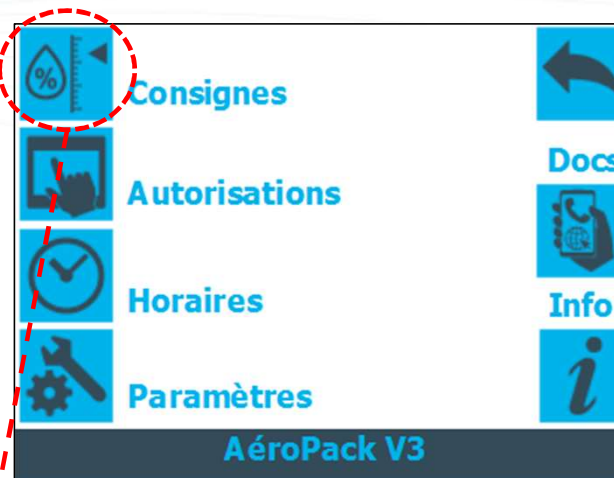 %
Consignes
Docs
Autorisations
Horaires
Info
Paramètres
i
AéroPack V3